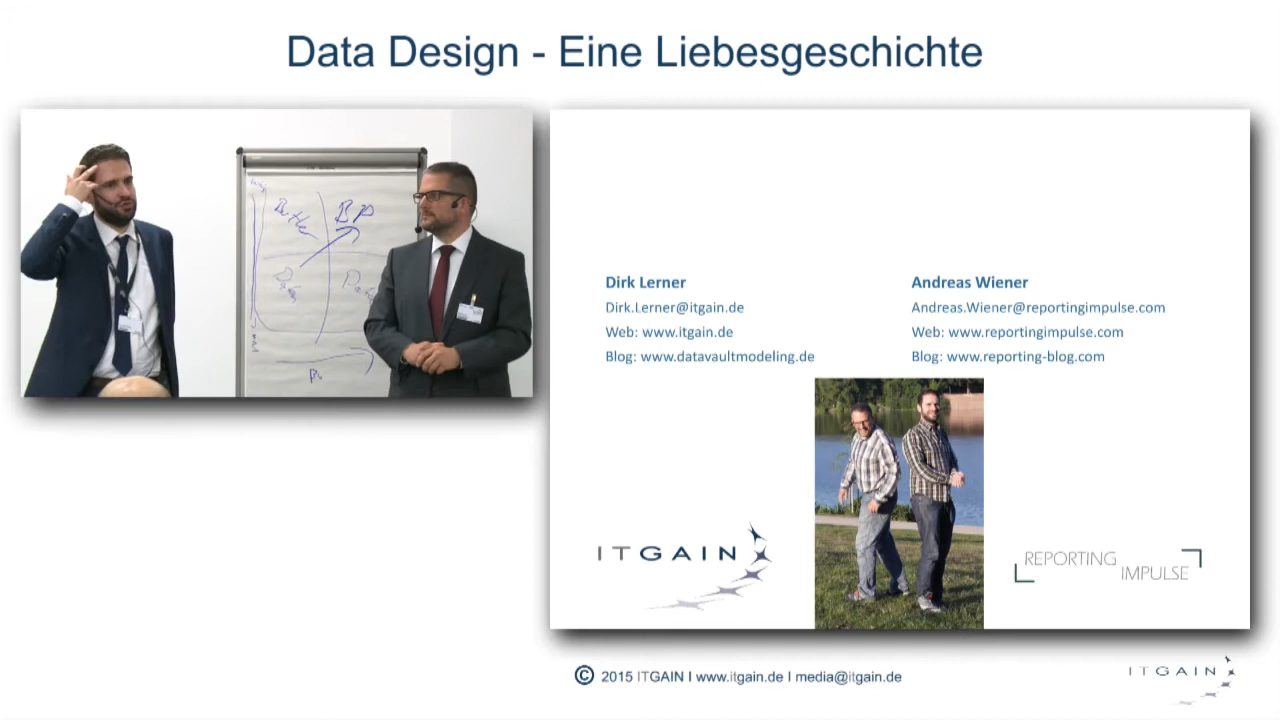 Data Design - Eine Liebesgeschichte
BP
Dirk Lerner
Dirk.Lerner@itgain.de
Web: www.itgain.de
Blog: www.datavaultmodeling.de
Andreas Wiener
Andreas.Wiener@reportingimpulse.com
Web: www.reportingimpulse.com
Blog: www.reporting-blog.com
ITGAIN
REPORTING
IMPULSE
© 2015 ITGAIN I www.itgain.de I media@itgain.de
ITGAIN